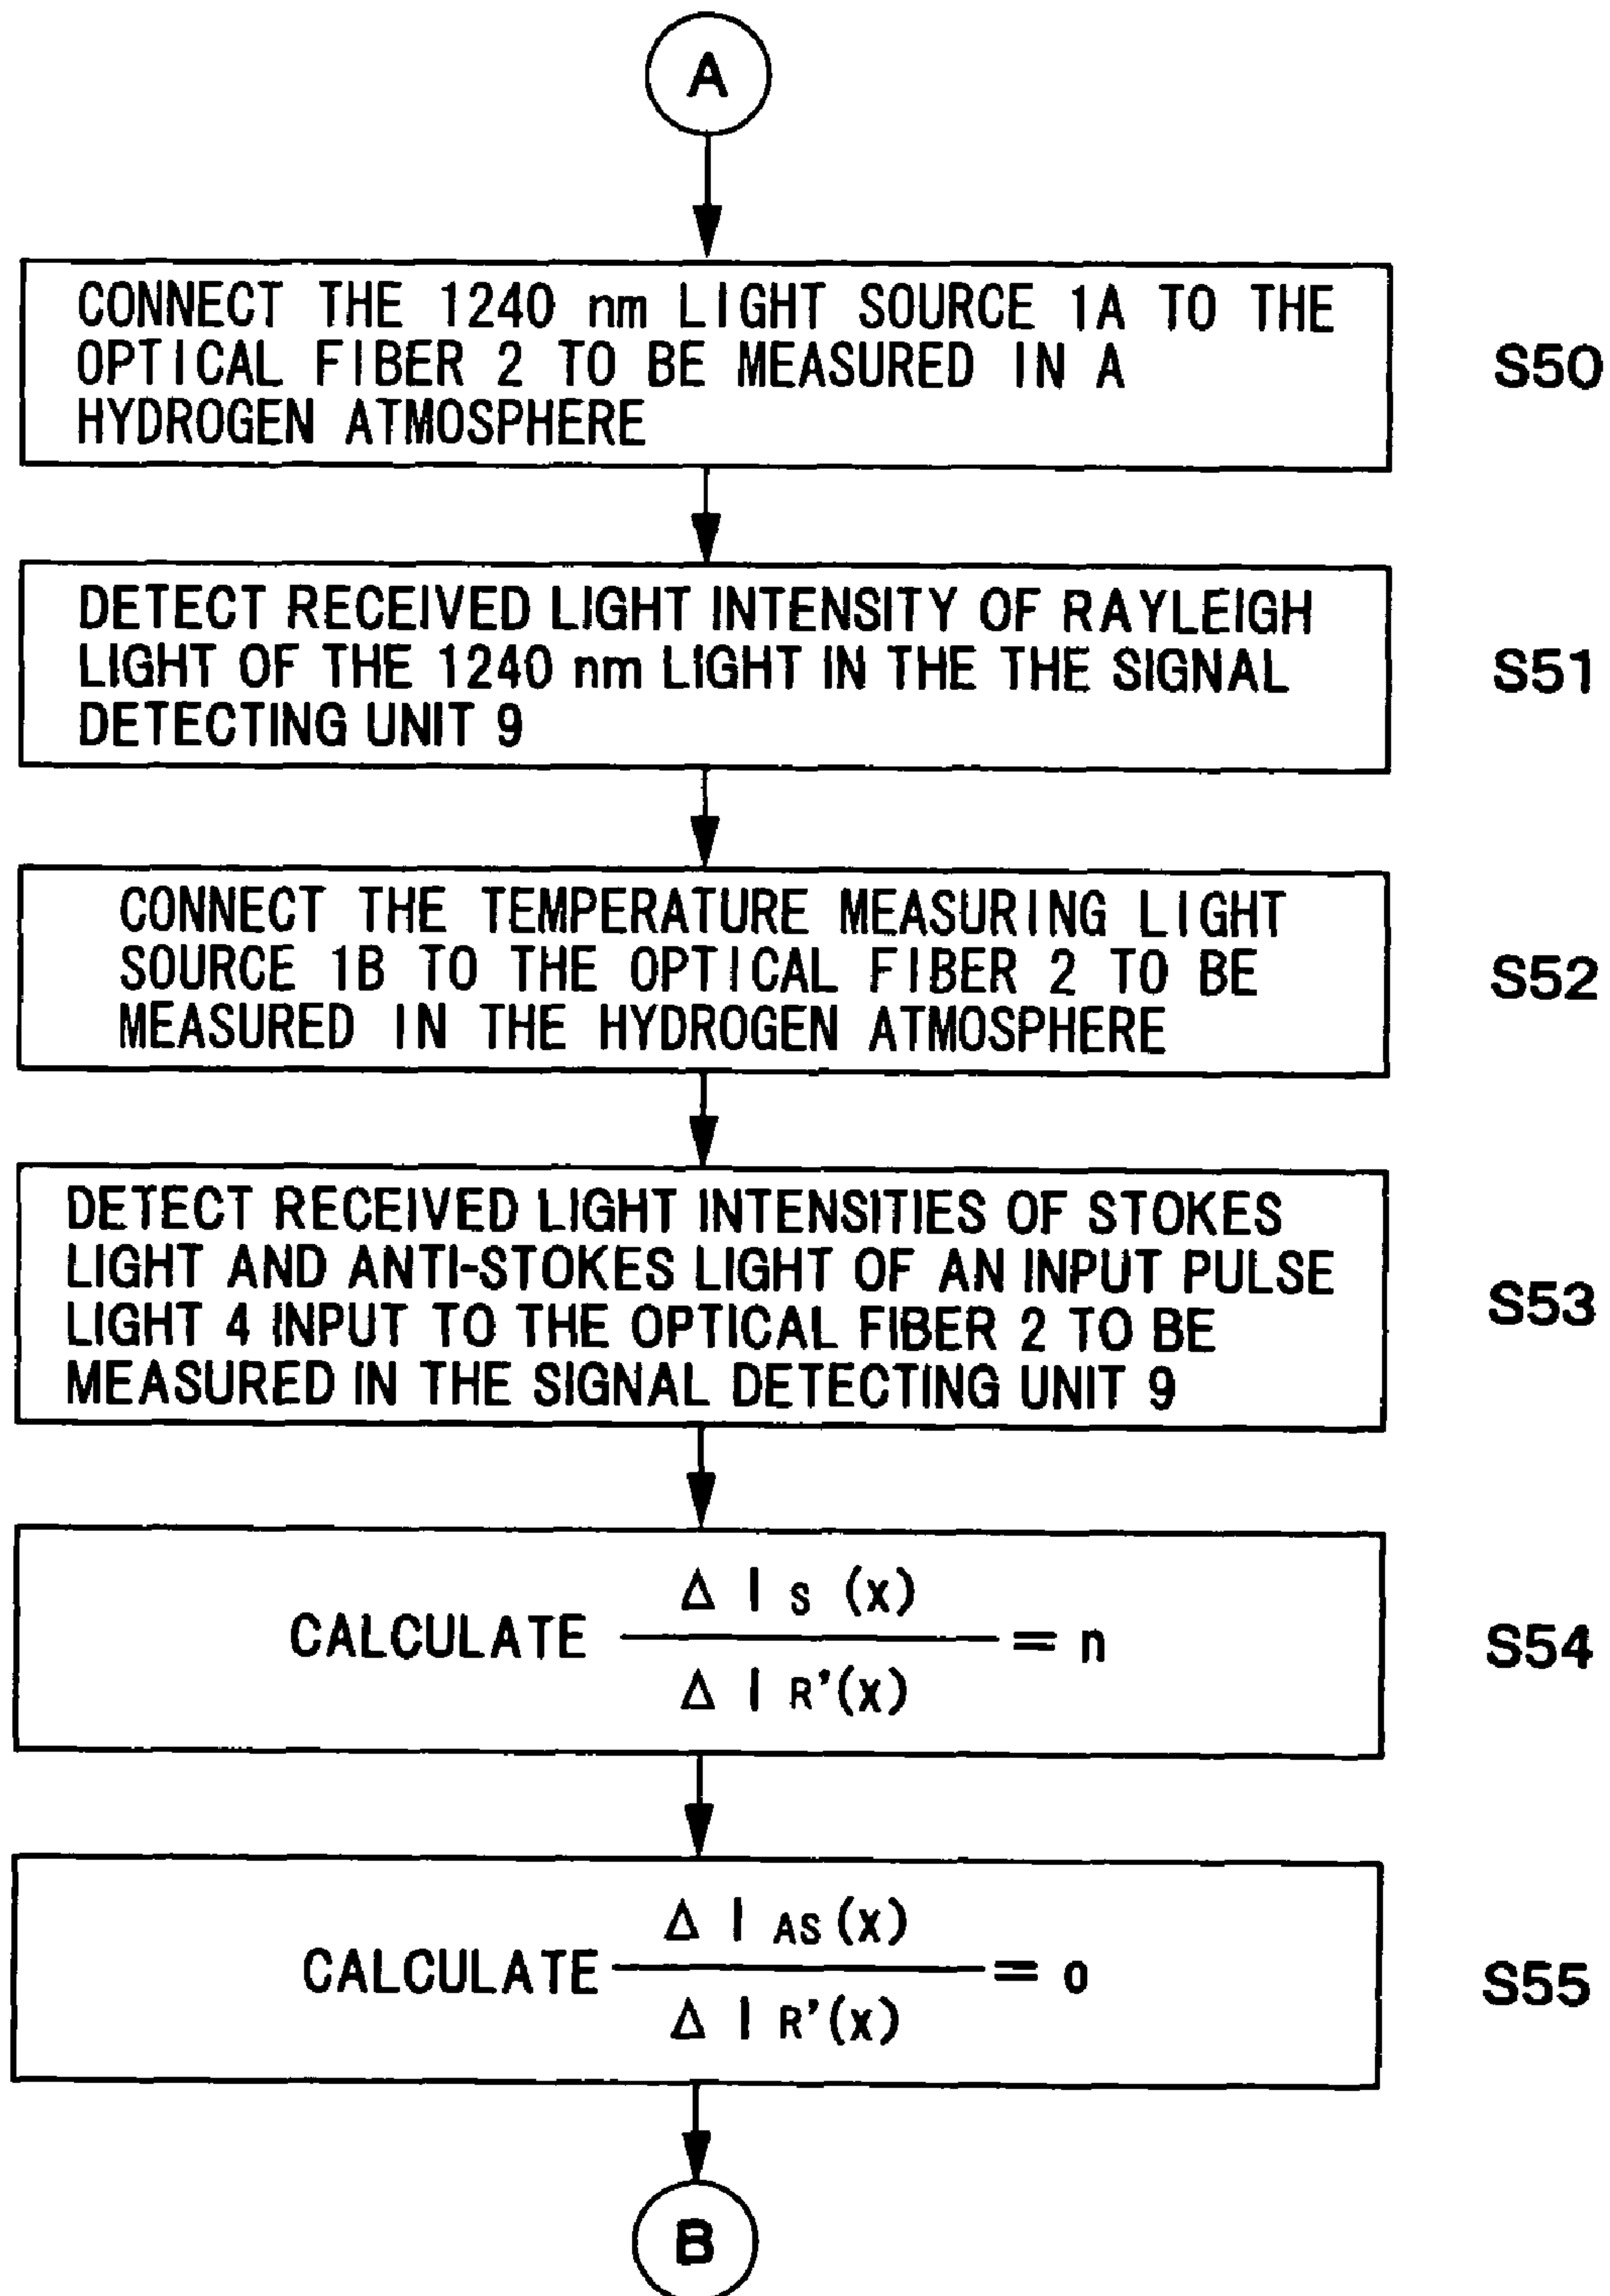 A
CONNECT THE 1240 nm LIGHT SOURCE 1A TO THE
OPTICAL FIBER 2 TO BE MEASURED IN A
HYDROGEN ATMOSPHERE
S50
DETECT RECEIVED LIGHT INTENSITY OF RAYLEIGH
LIGHT OF THE 1240 nm LIGHT IN THE THE SIGNAL
DETECTING UNIT 9
S51
CONNECT THE TEMPERATURE MEASURING LIGHT
SOURCE 1B TO THE OPTICAL FIBER 2 TO BE
MEASURED IN THE HYDROGEN ATMOSPHERE
S52
DETECT RECEIVED LIGHT INTENSITIES OF STOKES
LIGHT AND ANTI-STOKES LIGHT OF AN INPUT PULSE
LIGHT 4 INPUT TO THE OPTICAL FIBER 2 TO BE
MEASURED IN THE SIGNAL DETECTING UNIT 9
S53
Δ I S (x)
CALCULATE = n
Δ I R'(x)
S54
Δ I AS (x)
CALCULATE = o
Δ I R'(x)
S55
B